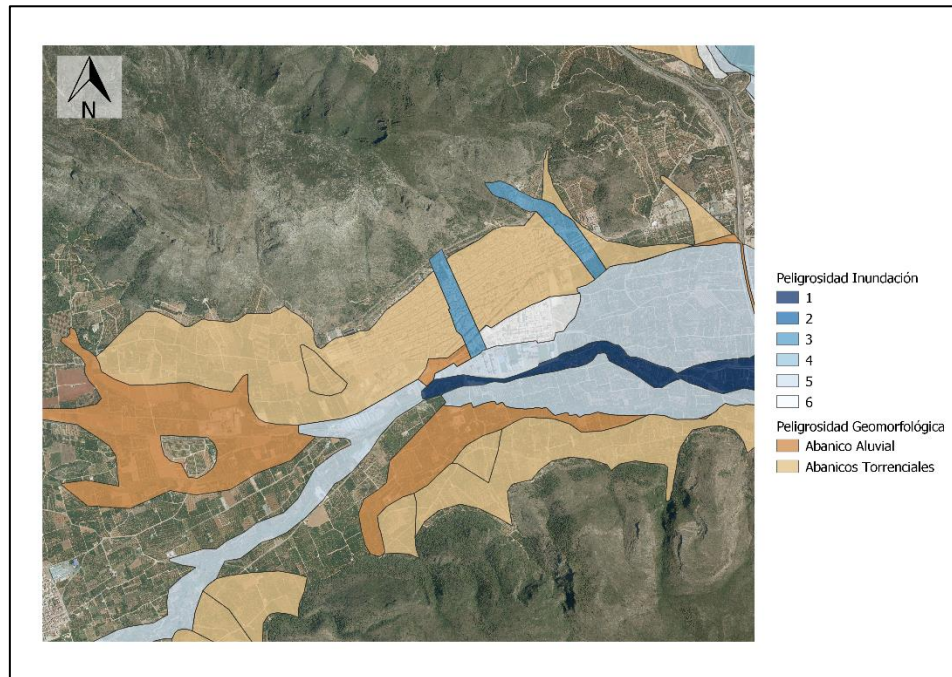 N
Peligrosidad Inundación
1
2
3
4
5
6
Peligrosidad Geomorfológica
Abanico Aluvial
Abanicos Torrenciales